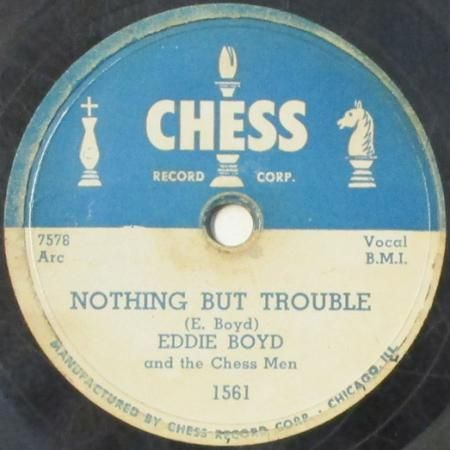 CHESS
RECORD CORP.
7578 Vocal
Arc B.M.I.
NOTHING BUT TROUBLE
(E. Boyd)
EDDIE BOYD
and the Chess Men
1561
MANUFACTURED BY CHESS RECORD CORP. · CHICAGO, ILL.